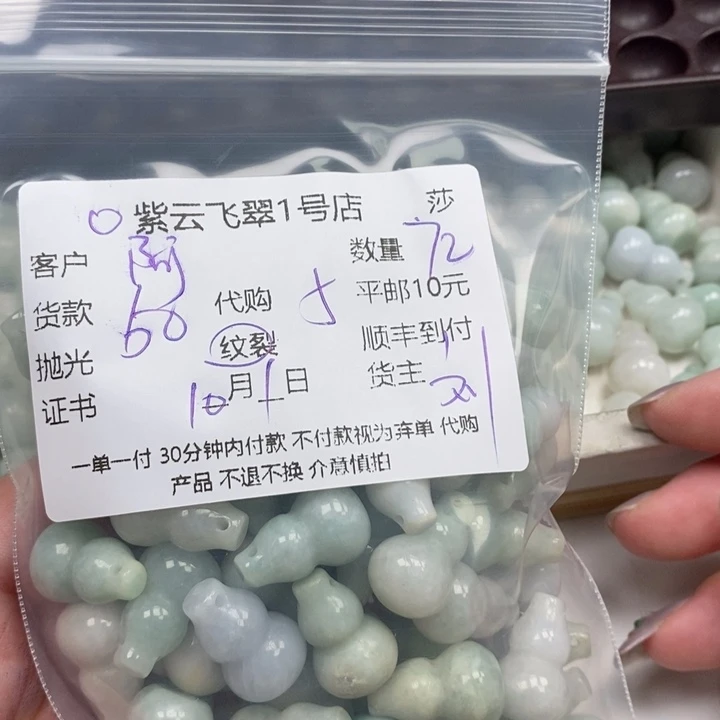 紫云飞翠1号店 莎
客户 数量 72
货款 60 代购 5 平邮10元
抛光 纹裂 顺丰到付
证书 10月1日 货主
一单一付 30分钟内付款 不付款视为弃单 代购
产品 不退不换 介意慎拍